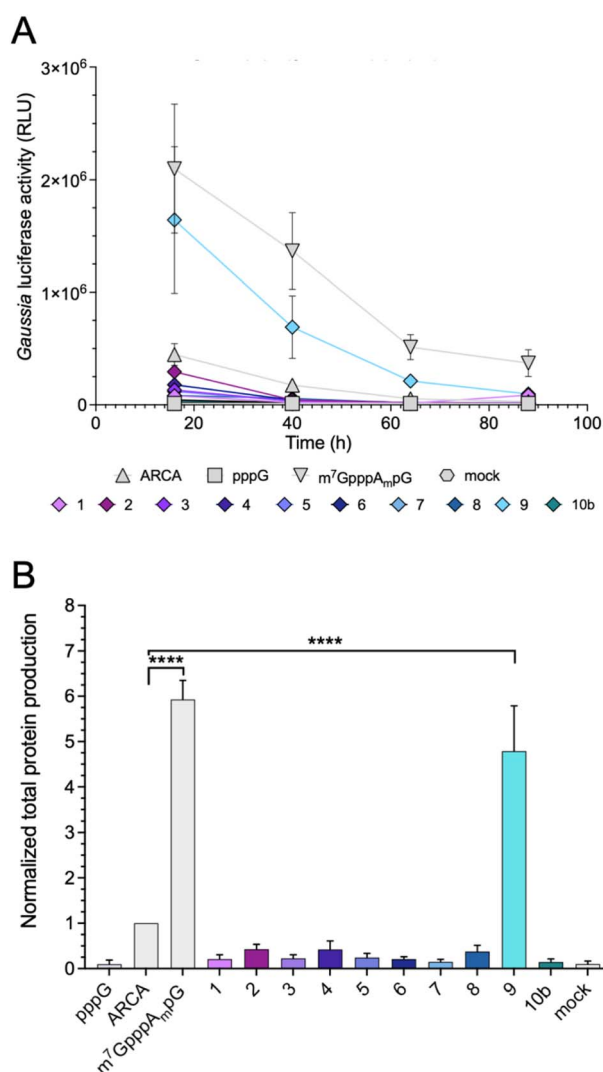 A
3×10⁶
2×10⁶
1×10⁶
0
Gaussia luciferase activity (RLU)
0 20 40 60 80 100
Time (h)
ARCA pppG m⁷GpppAₘpG mock
1 2 3 4 5 6 7 8 9 10b
B
8
7
6
5
4
3
2
1
0
Normalized total protein production
****
****
pppG ARCA m⁷GpppAₘpG 1 2 3 4 5 6 7 8 9 10b mock